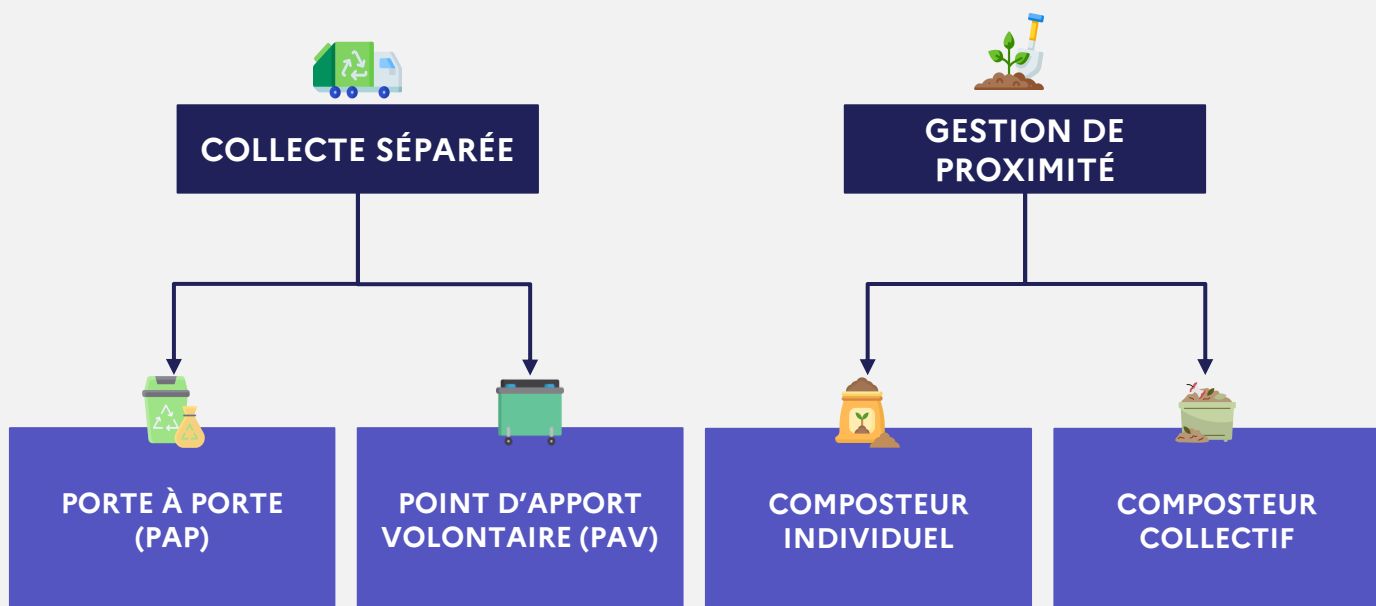 COLLECTE SÉPARÉE
GESTION DE
PROXIMITÉ
PORTE À PORTE
(PAP)
POINT D’APPORT
VOLONTAIRE (PAV)
COMPOSTEUR
INDIVIDUEL
COMPOSTEUR
COLLECTIF